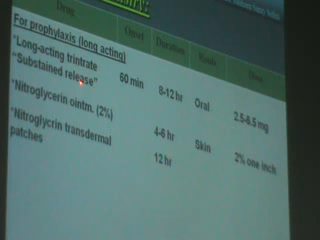 Drug Onset Duration Route Dose
For prophylaxis (long acting)
*Long-acting trintrate
"Substained release" 60 min 8-12 hr Oral 2.5-6.5 mg
*Nitroglycerin ointm. (2%) 4-6 hr Skin 2% one inch
*Nitroglycrin transdermal
patches 12 hr